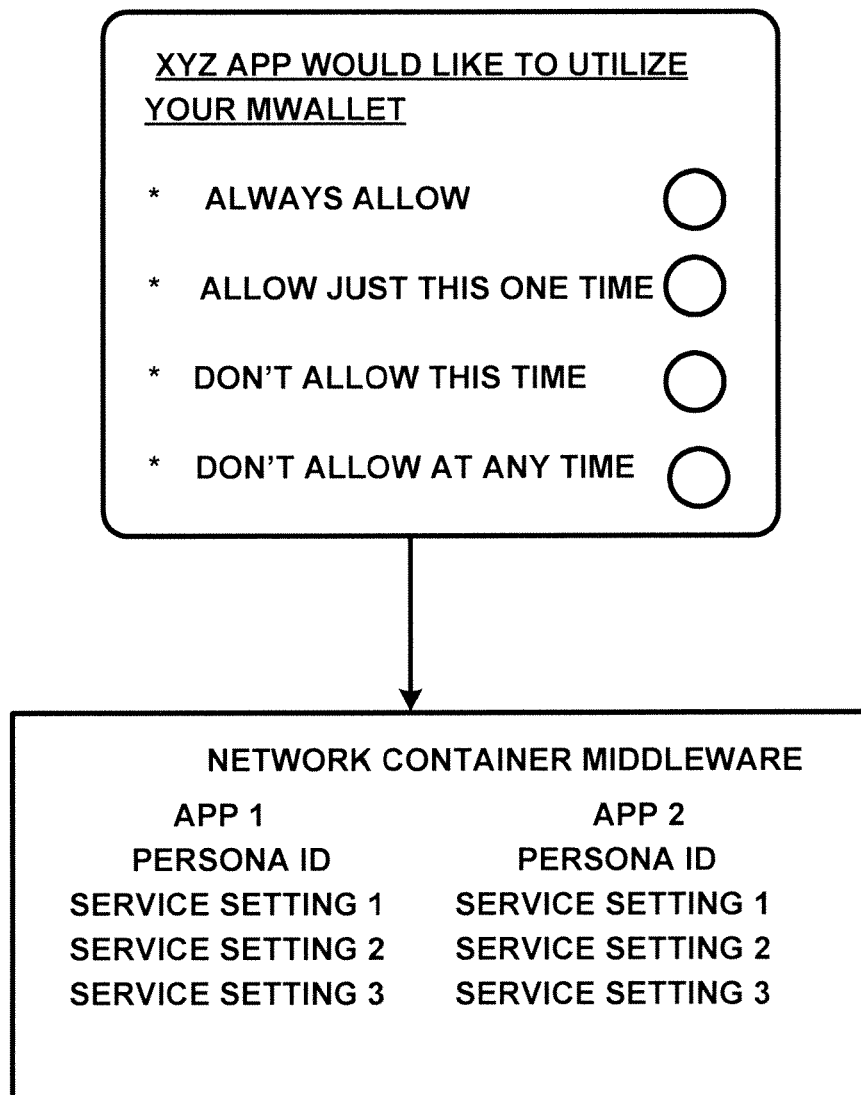 XYZ APP WOULD LIKE TO UTILIZE
YOUR MWALLET
* ALWAYS ALLOW
* ALLOW JUST THIS ONE TIME
* DON'T ALLOW THIS TIME
* DON'T ALLOW AT ANY TIME
NETWORK CONTAINER MIDDLEWARE
APP 1 APP 2
PERSONA ID PERSONA ID
SERVICE SETTING 1 SERVICE SETTING 1
SERVICE SETTING 2 SERVICE SETTING 2
SERVICE SETTING 3 SERVICE SETTING 3